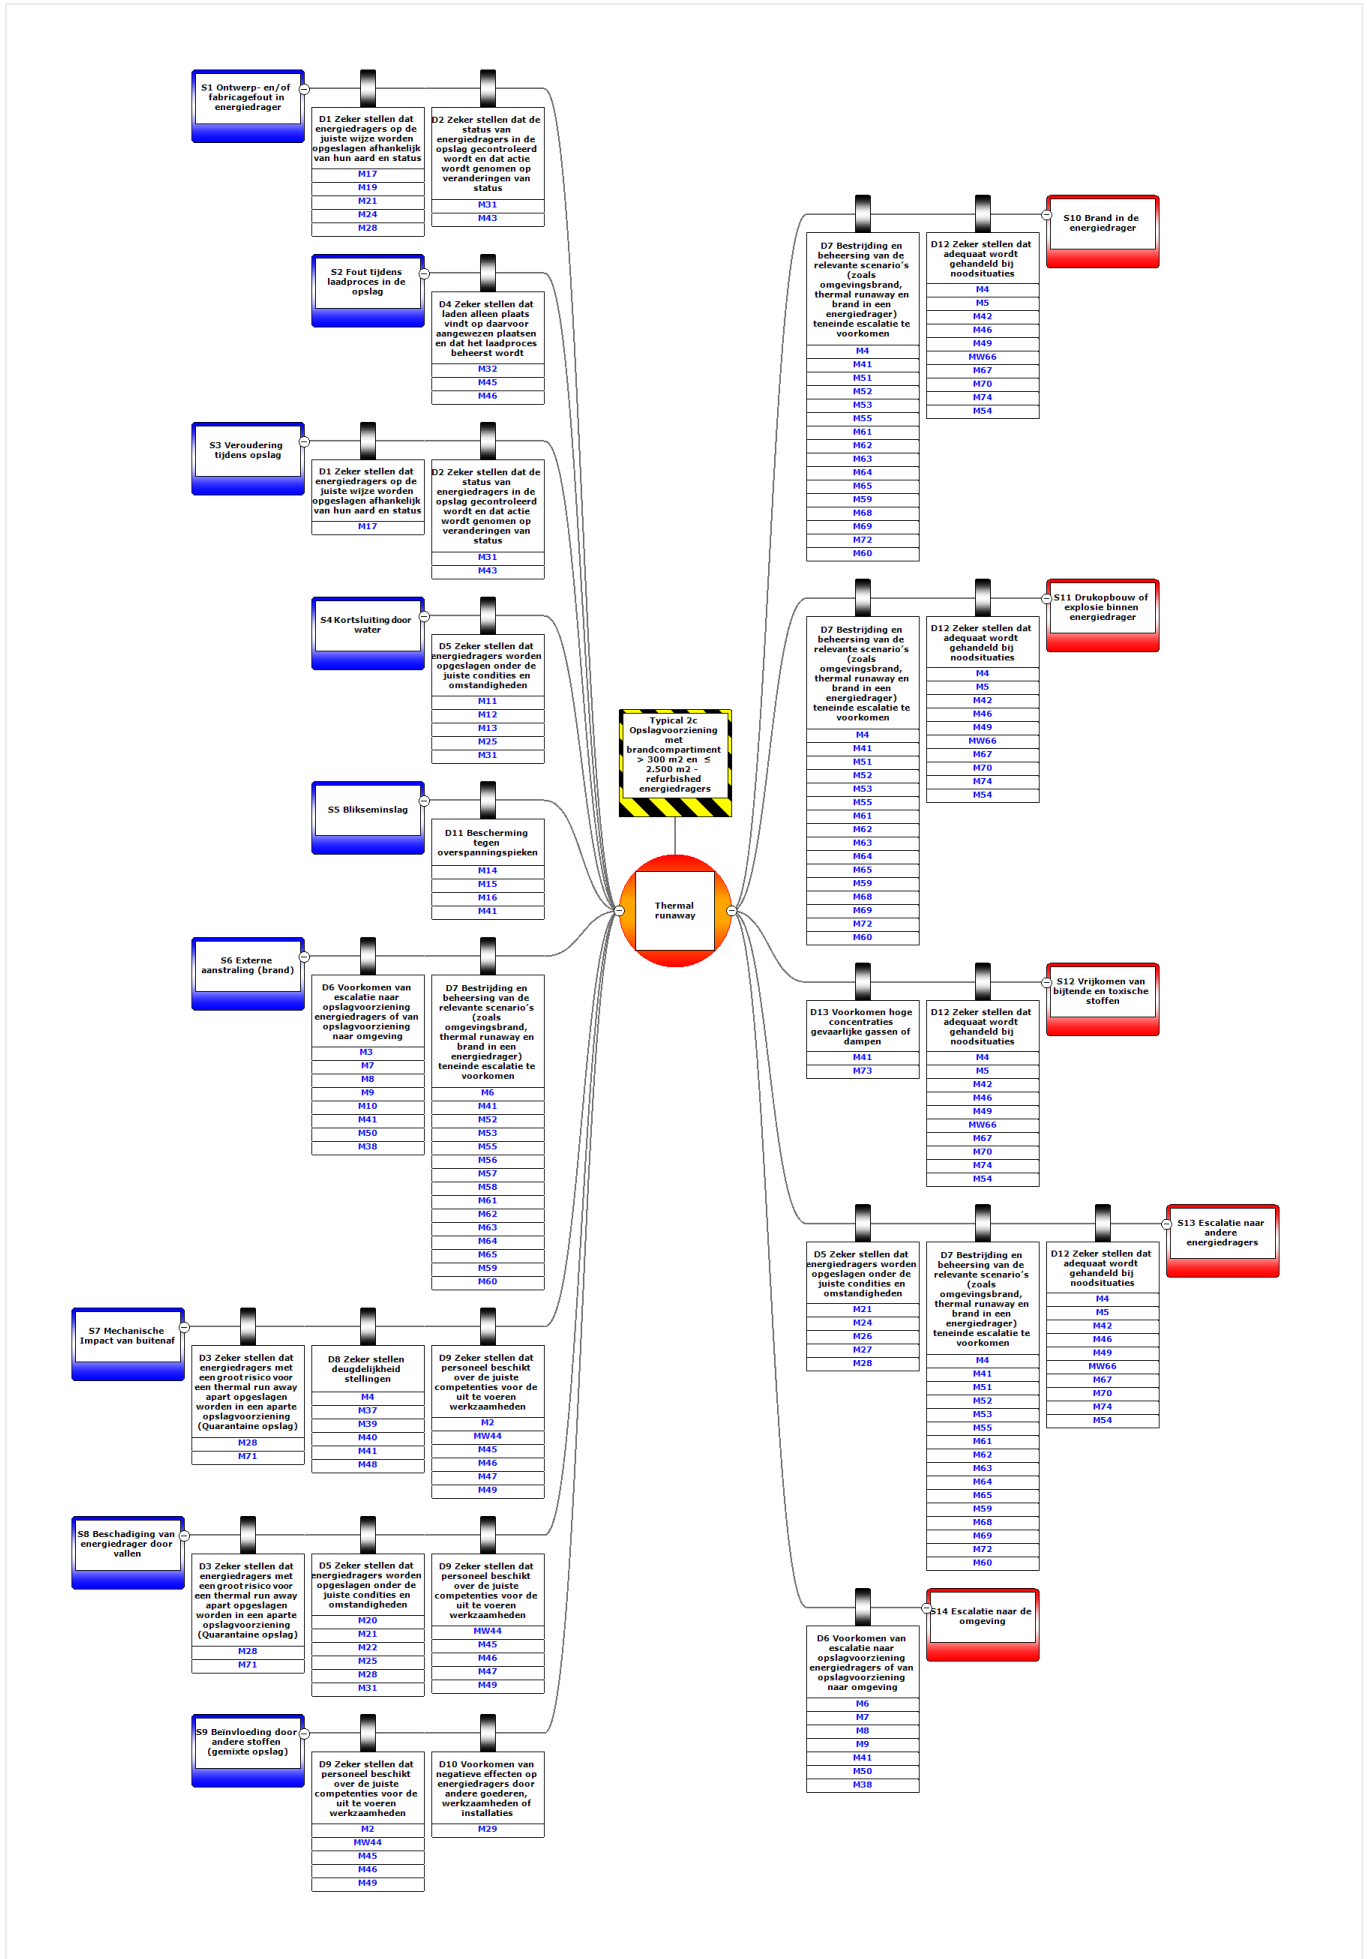 S1 Ontwerp- en/of
fabricagefout in
energiedrager
D1 Zeker stellen dat
energiedragers op de
juiste wijze worden
opgeslagen afhankelijk
van hun aard en status
M17
M19
M21
M24
M28
D2 Zeker stellen dat de
status van
energiedragers in de
opslag gecontroleerd
wordt en dat actie
wordt genomen op
veranderingen van
status
M31
M43
S2 Fout tijdens
laadproces in de
opslag
D4 Zeker stellen dat
laden alleen plaats
vindt op daarvoor
aangewezen plaatsen
en dat het laadproces
beheerst wordt
M32
M45
M46
S3 Veroudering
tijdens opslag
D1 Zeker stellen dat
energiedragers op de
juiste wijze worden
opgeslagen afhankelijk
van hun aard en status
M17
D2 Zeker stellen dat de
status van
energiedragers in de
opslag gecontroleerd
wordt en dat actie
wordt genomen op
veranderingen van
status
M31
M43
S4 Kortsluiting door
water
D5 Zeker stellen dat
energiedragers worden
opgeslagen onder de
juiste condities en
omstandigheden
M11
M12
M13
M25
M31
S5 Blikseminslag
D11 Bescherming
tegen
overspanningspieken
M14
M15
M16
M41
S6 Externe
aanstraling (brand)
D6 Voorkomen van
escalatie naar
opslagvoorziening
energiedragers of van
opslagvoorziening
naar omgeving
M3
M7
M8
M9
M10
M41
M50
M38
D7 Bestrijding en
beheersing van de
relevante scenario's
(zoals
omgevingsbrand,
thermal runaway en
brand in een
energiedrager)
teneinde escalatie te
voorkomen
M6
M41
M52
M53
M55
M56
M57
M58
M61
M62
M63
M64
M65
M59
M60
S7 Mechanische
Impact van buitenaf
D3 Zeker stellen dat
energiedragers met
een groot risico voor
een thermal run away
apart opgeslagen
worden in een aparte
opslagvoorziening
(Quarantaine opslag)
M28
M71
D8 Zeker stellen
deugdelijkheid
stellingen
M4
M37
M39
M40
M41
M48
D9 Zeker stellen dat
personeel beschikt
over de juiste
competenties voor de
uit te voeren
werkzaamheden
M2
MW44
M45
M46
M47
M49
S8 Beschadiging van
energiedrager door
vallen
D3 Zeker stellen dat
energiedragers met
een groot risico voor
een thermal run away
apart opgeslagen
worden in een aparte
opslagvoorziening
(Quarantaine opslag)
M28
M71
D5 Zeker stellen dat
energiedragers worden
opgeslagen onder de
juiste condities en
omstandigheden
M20
M21
M22
M25
M28
M31
D9 Zeker stellen dat
personeel beschikt
over de juiste
competenties voor de
uit te voeren
werkzaamheden
MW44
M45
M46
M47
M49
S9 Beïnvloeding door
andere stoffen
(gemixte opslag)
D9 Zeker stellen dat
personeel beschikt
over de juiste
competenties voor de
uit te voeren
werkzaamheden
M2
MW44
M45
M46
M49
D10 Voorkomen van
negatieve effecten op
energiedragers door
andere goederen,
werkzaamheden of
installaties
M29
Typical 2c
Opslagvoorziening
met
brandcompartiment
> 300 m2 en ≤
2.500 m2 -
refurbished
energiedragers
Thermal
runaway
D7 Bestrijding en
beheersing van de
relevante scenario's
(zoals
omgevingsbrand,
thermal runaway en
brand in een
energiedrager)
teneinde escalatie te
voorkomen
M4
M41
M51
M52
M53
M55
M61
M62
M63
M64
M65
M59
M68
M69
M72
M60
D12 Zeker stellen dat
adequaat wordt
gehandeld bij
noodsituaties
M4
M5
M42
M46
M49
MW66
M67
M70
M74
M54
S10 Brand in de
energiedrager
D7 Bestrijding en
beheersing van de
relevante scenario's
(zoals
omgevingsbrand,
thermal runaway en
brand in een
energiedrager)
teneinde escalatie te
voorkomen
M4
M41
M51
M52
M53
M55
M61
M62
M63
M64
M65
M59
M68
M69
M72
M60
D12 Zeker stellen dat
adequaat wordt
gehandeld bij
noodsituaties
M4
M5
M42
M46
M49
MW66
M67
M70
M74
M54
S11 Drukopbouw of
explosie binnen
energiedrager
D13 Voorkomen hoge
concentraties
gevaarlijke gassen of
dampen
M41
M73
D12 Zeker stellen dat
adequaat wordt
gehandeld bij
noodsituaties
M4
M5
M42
M46
M49
MW66
M67
M70
M74
M54
S12 Vrijkomen van
bijtende en toxische
stoffen
D5 Zeker stellen dat
energiedragers worden
opgeslagen onder de
juiste condities en
omstandigheden
M21
M24
M26
M27
M28
D7 Bestrijding en
beheersing van de
relevante scenario's
(zoals
omgevingsbrand,
thermal runaway en
brand in een
energiedrager)
teneinde escalatie te
voorkomen
M4
M41
M51
M52
M53
M55
M61
M62
M63
M64
M65
M59
M68
M69
M72
M60
D12 Zeker stellen dat
adequaat wordt
gehandeld bij
noodsituaties
M4
M5
M42
M46
M49
MW66
M67
M70
M74
M54
S13 Escalatie naar
andere
energiedragers
D6 Voorkomen van
escalatie naar
opslagvoorziening
energiedragers of van
opslagvoorziening
naar omgeving
M6
M7
M8
M9
M41
M50
M38
S14 Escalatie naar de
omgeving